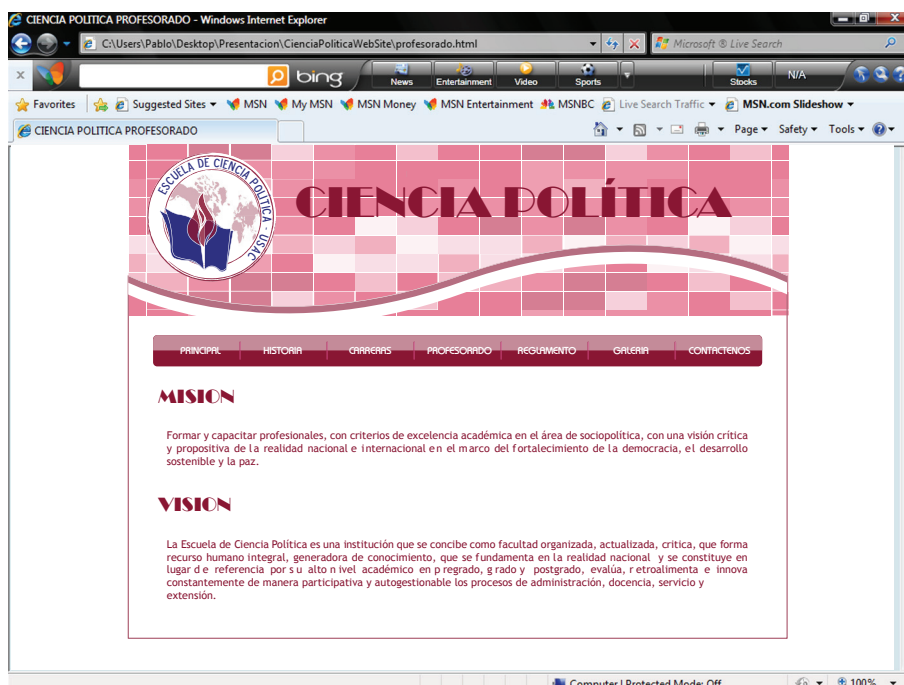 CIENCIA POLITICA PROFESORADO - Windows Internet Explorer
C:\Users\Pablo\Desktop\Presentacion\CienciaPoliticaWebSite\profesorado.html
Microsoft ® Live Search
x bing News Entertainment Video Sports Stocks N/A
Favorites Suggested Sites MSN My MSN MSN Money MSN Entertainment MSNBC Live Search Traffic MSN.com Slideshow
CIENCIA POLITICA PROFESORADO Page Safety Tools
ESCUELA DE CIENCIA POLITICA - USAC
CIENCIA POLÍTICA
PRINCIPAL HISTORIA CARRERAS PROFESORADO REGLAMENTO GALERIA CONTACTENOS
MISION
Formar y capacitar profesionales, con criterios de excelencia académica en el área de sociopolítica, con una visión crítica
y propositiva de la realidad nacional e internacional en el marco del fortalecimiento de la democracia, el desarrollo
sostenible y la paz.
VISION
La Escuela de Ciencia Política es una institución que se concibe como facultad organizada, actualizada, critica, que forma
recurso humano integral, generadora de conocimiento, que se fundamenta en la realidad nacional y se constituye en
lugar de referencia por su alto nivel académico en pregrado, grado y postgrado, evalúa, retroalimenta e innova
constantemente de manera participativa y autogestionable los procesos de administración, docencia, servicio y
extensión.
Computer | Protected Mode: Off 100%